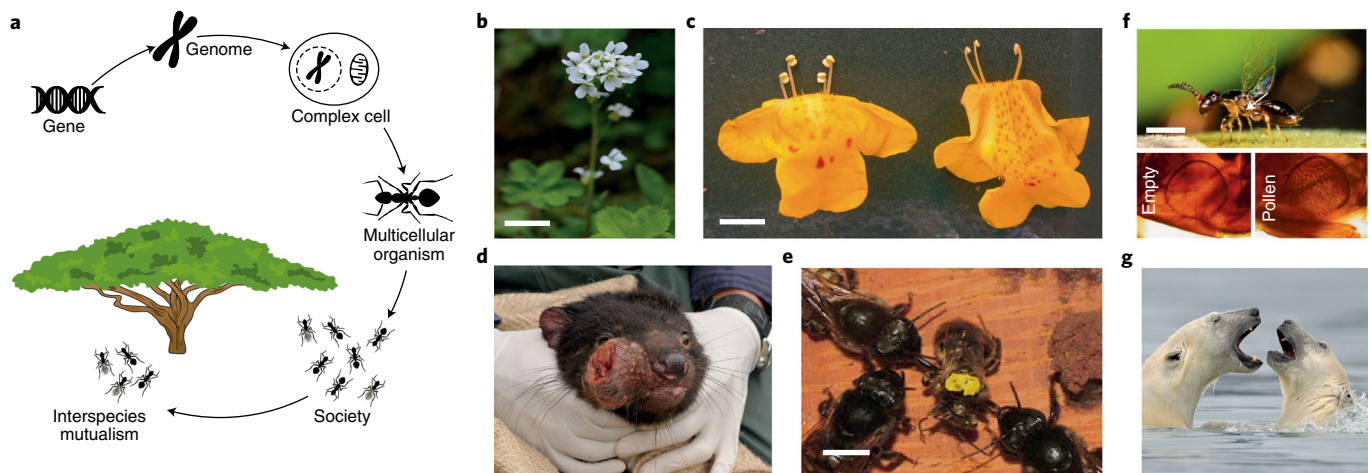 a
Gene
Genome
Complex cell
Multicellular
organism
Society
Interspecies
mutualism
b
c
d
e
f
Empty
Pollen
g